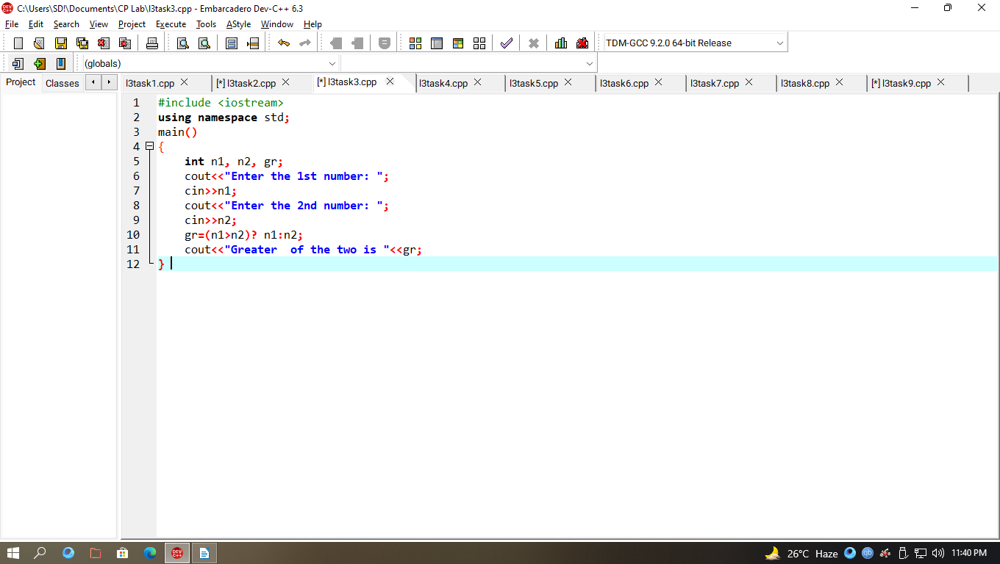 C:\Users\SD!\Documents\CP Lab\l3task3.cpp - Embarcadero Dev-C++ 6.3
File Edit Search View Project Execute Tools AStyle Window Help
TDM-GCC 9.2.0 64-bit Release
(globals)
Project Classes l3task1.cpp [*] l3task2.cpp [*] l3task3.cpp l3task4.cpp l3task5.cpp l3task6.cpp l3task7.cpp l3task8.cpp [*] l3task9.cpp
1 #include <iostream>
2 using namespace std;
3 main()
4 {
5 int n1, n2, gr;
6 cout<<"Enter the 1st number: ";
7 cin>>n1;
8 cout<<"Enter the 2nd number: ";
9 cin>>n2;
10 gr=(n1>n2)? n1:n2;
11 cout<<"Greater  of the two is "<<gr;
12 }
DEV C++ 26°C Haze qb 11:40 PM